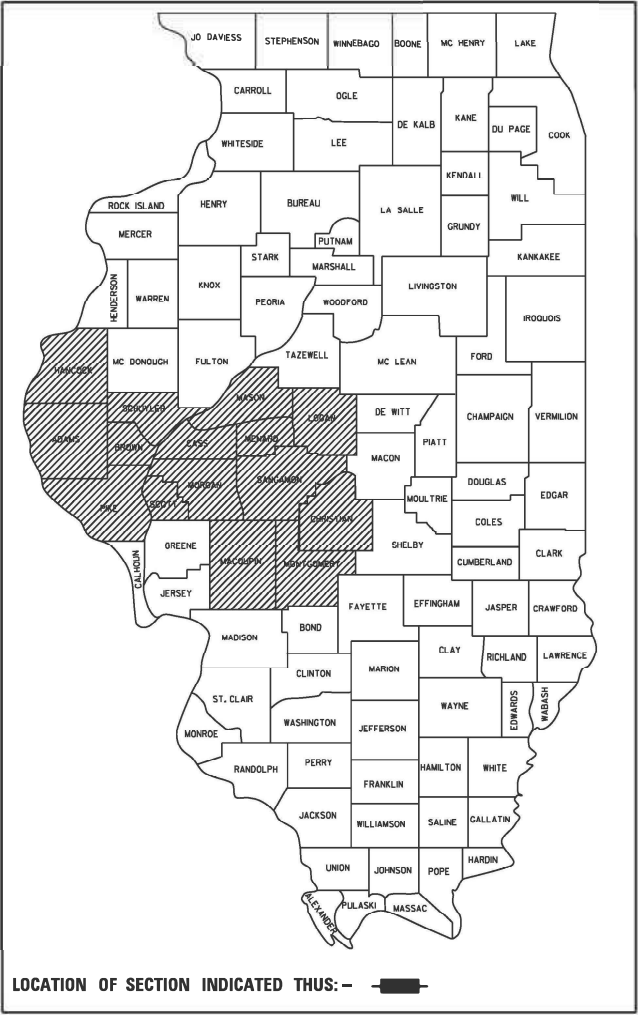 JO DAVIESS STEPHENSON WINNEBAGO BOONE MC HENRY LAKE
CARROLL OGLE DE KALB KANE DU PAGE COOK
WHITESIDE LEE KENDALL
ROCK ISLAND HENRY BUREAU LA SALLE GRUNDY WILL
MERCER PUTNAM
STARK MARSHALL KANKAKEE
HENDERSON WARREN KNOX PEORIA WOODFORD LIVINGSTON IROQUOIS
HANCOCK MC DONOUGH FULTON TAZEWELL MC LEAN FORD
SCHUYLER MASON LOGAN DE WITT CHAMPAIGN VERMILION
ADAMS BROWN CASS MENARD MACON PIATT
PIKE SCOTT MORGAN SANGAMON MOULTRIE DOUGLAS EDGAR
CHRISTIAN COLES
CALHOUN GREENE MACOUPIN MONTGOMERY SHELBY CUMBERLAND CLARK
JERSEY FAYETTE EFFINGHAM JASPER CRAWFORD
MADISON BOND
CLINTON MARION CLAY RICHLAND LAWRENCE
ST. CLAIR WASHINGTON JEFFERSON WAYNE EDWARDS WABASH
MONROE
RANDOLPH PERRY FRANKLIN HAMILTON WHITE
JACKSON WILLIAMSON SALINE GALLATIN
UNION JOHNSON POPE HARDIN
ALEXANDER PULASKI MASSAC
LOCATION OF SECTION INDICATED THUS: –